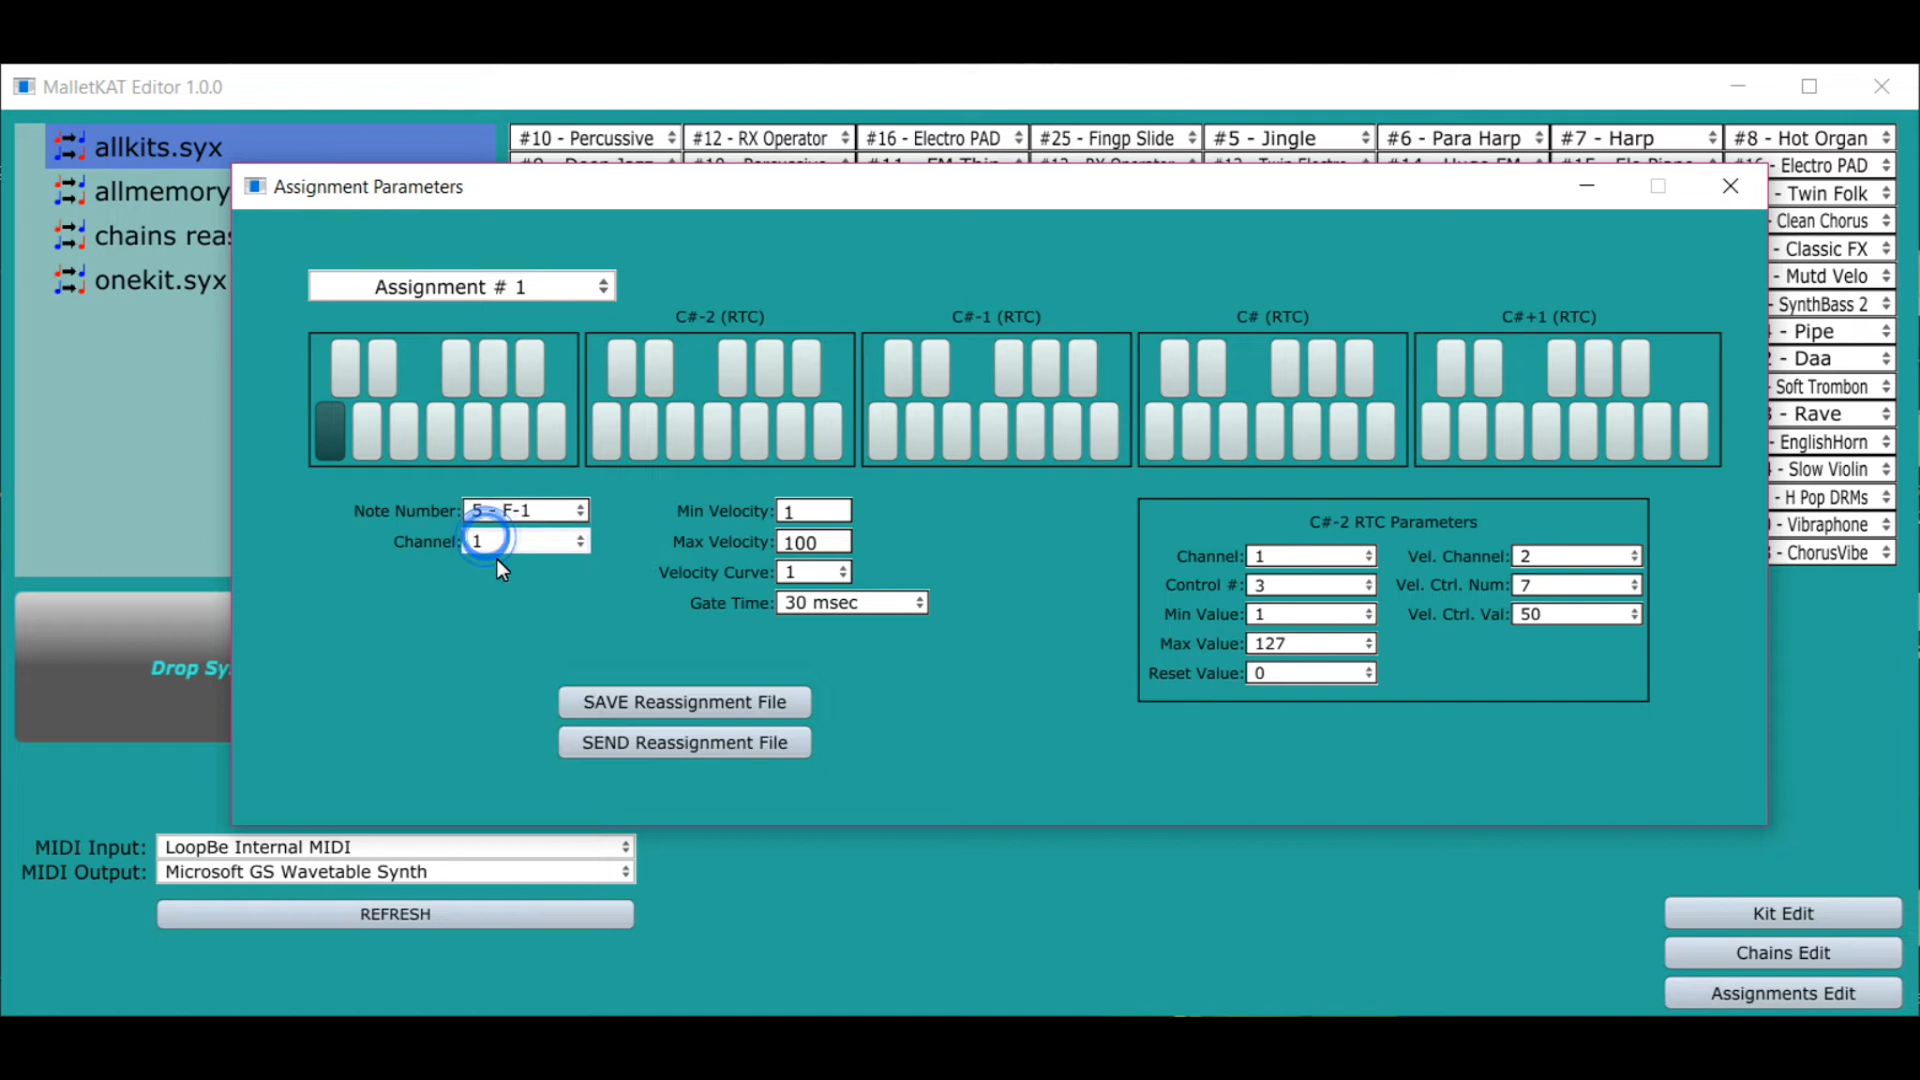 MalletKAT Editor 1.0.0
allkits.syx
allmemory
chains reas
onekit.syx
#10 - Percussive
#12 - RX Operator
#16 - Electro PAD
#25 - Fingp Slide
#5 - Jingle
#6 - Para Harp
#7 - Harp
#8 - Hot Organ
- Electro PAD
- Twin Folk
- Clean Chorus
- Classic FX
- Mutd Velo
- SynthBass 2
- Pipe
- Daa
- Soft Trombon
- Rave
- EnglishHorn
- Slow Violin
- H Pop DRMs
- Vibraphone
- ChorusVibe
Assignment Parameters
Assignment # 1
C#-2 (RTC)
C#-1 (RTC)
C# (RTC)
C#+1 (RTC)
Note Number: 5 - F-1
Channel: 1
Min Velocity: 1
Max Velocity: 100
Velocity Curve: 1
Gate Time: 30 msec
C#-2 RTC Parameters
Channel: 1
Control #: 3
Min Value: 1
Max Value: 127
Reset Value: 0
Vel. Channel: 2
Vel. Ctrl. Num: 7
Vel. Ctrl. Val: 50
SAVE Reassignment File
SEND Reassignment File
Drop Sy
MIDI Input: LoopBe Internal MIDI
MIDI Output: Microsoft GS Wavetable Synth
REFRESH
Kit Edit
Chains Edit
Assignments Edit